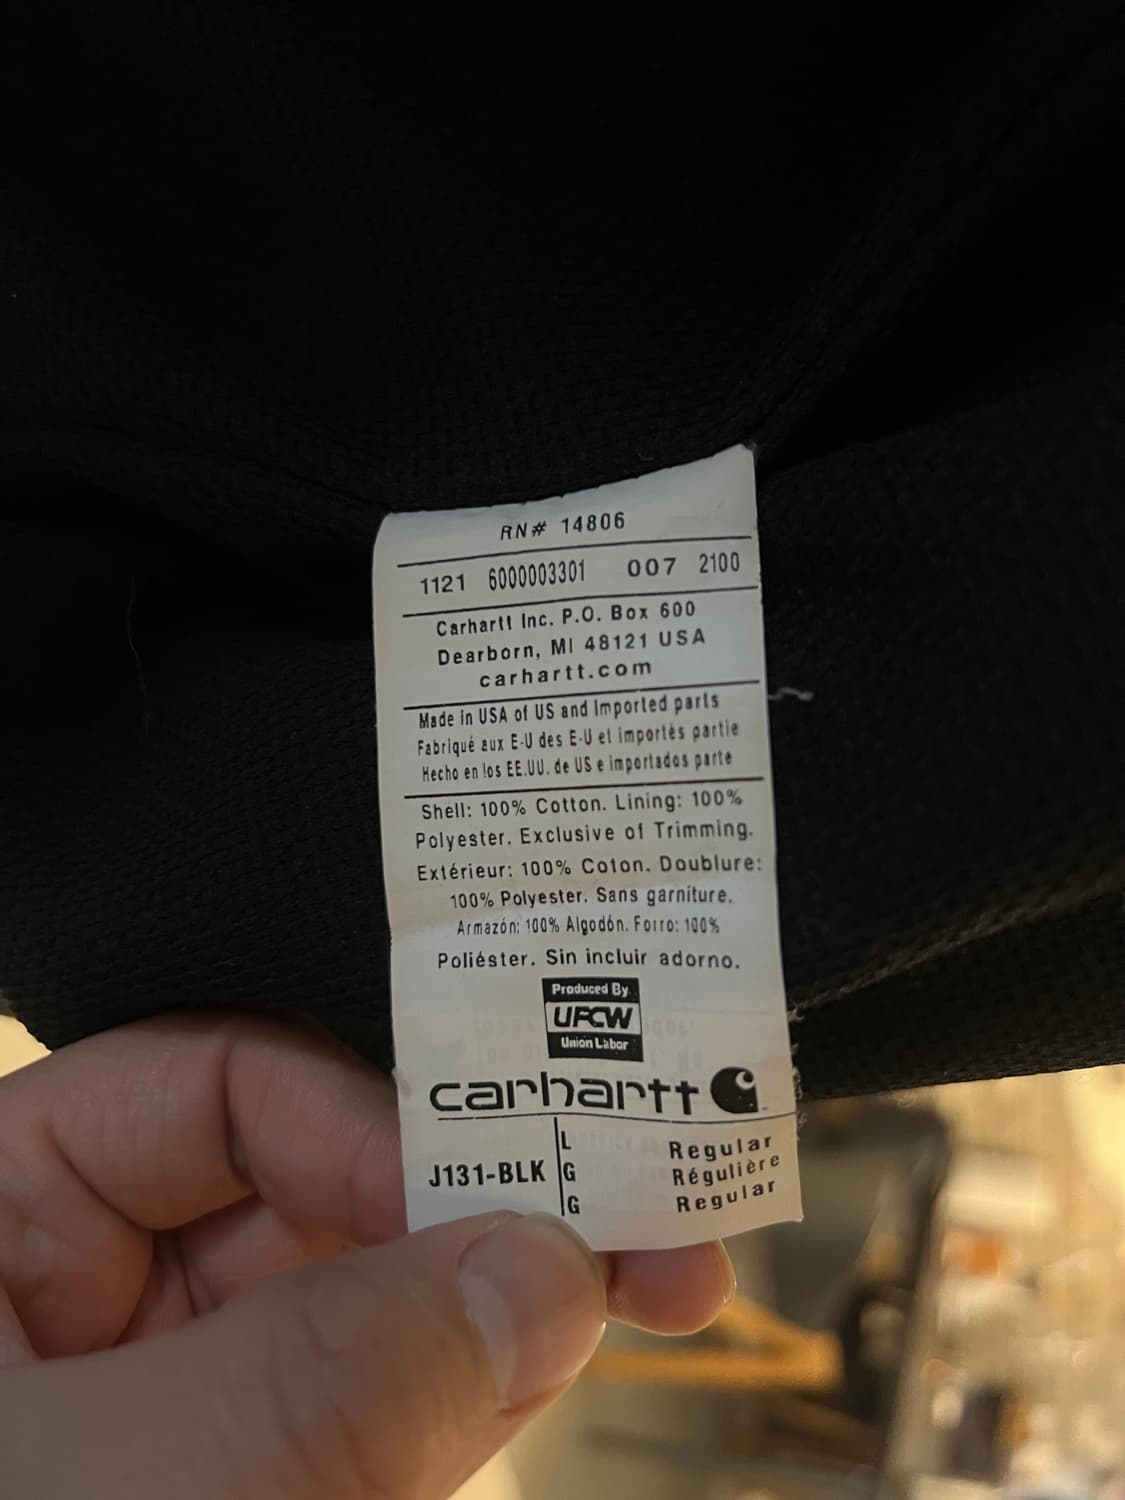 RN# 14806
1121 6000003301 007 2100
Carhartt Inc. P.O. Box 600
Dearborn, MI 48121 USA
carhartt.com
Made in USA of US and Imported parts
Fabriqué aux E-U des E-U et importès partie
Hecho en los EE.UU. de US e importados parte
Shell: 100% Cotton. Lining: 100%
Polyester. Exclusive of Trimming.
Extérieur: 100% Coton. Doublure:
100% Polyester. Sans garniture.
Armazón: 100% Algodón. Forro: 100%
Poliéster. Sin incluir adorno.
Produced By
UFCW
Union Labor
carhartt
L Regular
J131-BLK G Régulière
G Regular